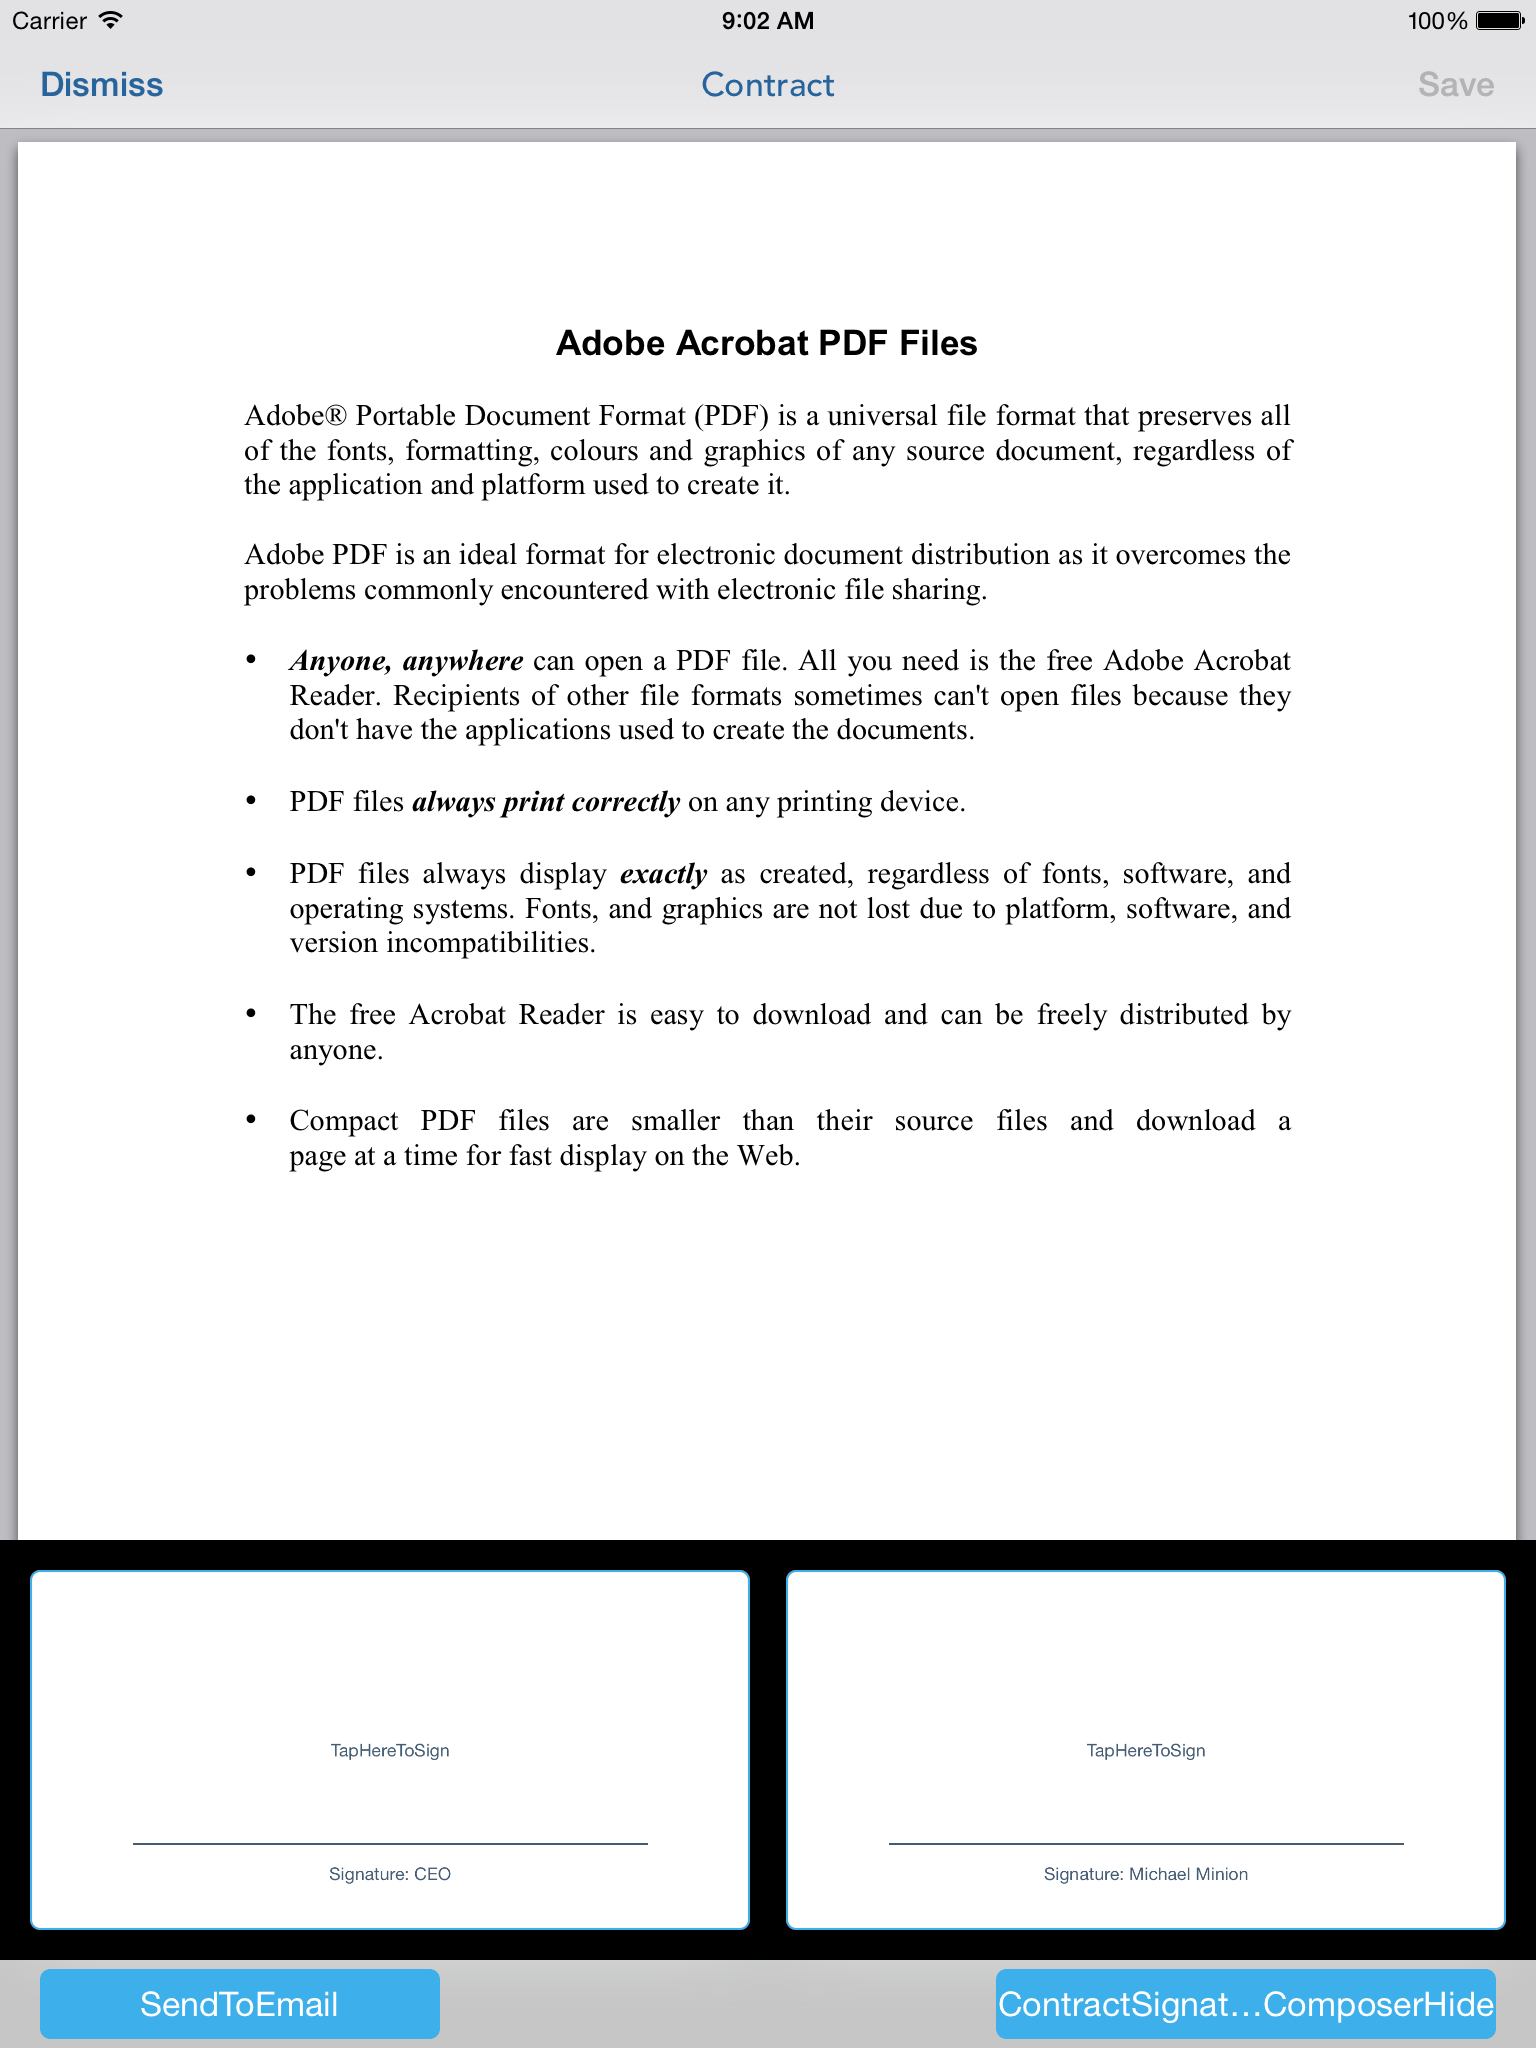 Carrier 9:02 AM 100%
Dismiss Contract Save
Adobe Acrobat PDF Files
Adobe® Portable Document Format (PDF) is a universal file format that preserves all
of the fonts, formatting, colours and graphics of any source document, regardless of
the application and platform used to create it.
Adobe PDF is an ideal format for electronic document distribution as it overcomes the
problems commonly encountered with electronic file sharing.
• Anyone, anywhere can open a PDF file. All you need is the free Adobe Acrobat
Reader. Recipients of other file formats sometimes can't open files because they
don't have the applications used to create the documents.
• PDF files always print correctly on any printing device.
• PDF files always display exactly as created, regardless of fonts, software, and
operating systems. Fonts, and graphics are not lost due to platform, software, and
version incompatibilities.
• The free Acrobat Reader is easy to download and can be freely distributed by
anyone.
• Compact PDF files are smaller than their source files and download a
page at a time for fast display on the Web.
TapHereToSign
Signature: CEO
TapHereToSign
Signature: Michael Minion
SendToEmail
ContractSignat...ComposerHide